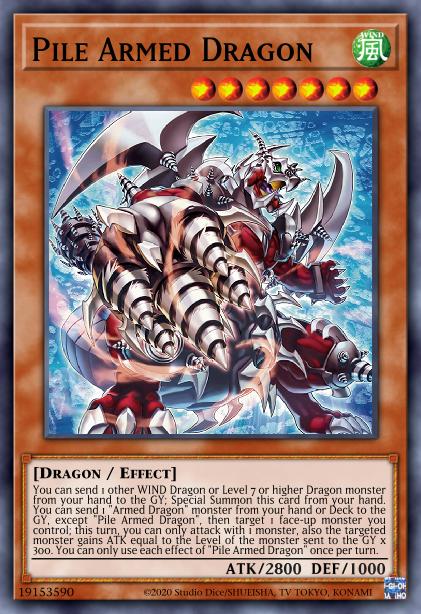 PILE ARMED DRAGON
WIND
風
[DRAGON / EFFECT]
You can send 1 other WIND Dragon or Level 7 or higher Dragon monster
from your hand to the GY; Special Summon this card from your hand.
You can send 1 "Armed Dragon" monster from your hand or Deck to the
GY, except "Pile Armed Dragon", then target 1 face-up monster you
control; this turn, you can only attack with 1 monster, also the targeted
monster gains ATK equal to the Level of the monster sent to the GY x
300. You can only use each effect of "Pile Armed Dragon" once per turn.
ATK/2800 DEF/1000
19153590
©2020 Studio Dice/SHUEISHA, TV TOKYO, KONAMI